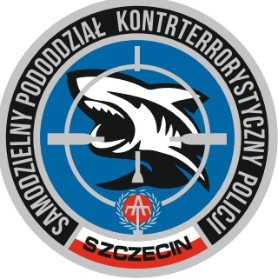 SAMODZIELNY PODODDZIAŁ KONTRTERRORYSTYCZNY POLICJI
SZCZECIN